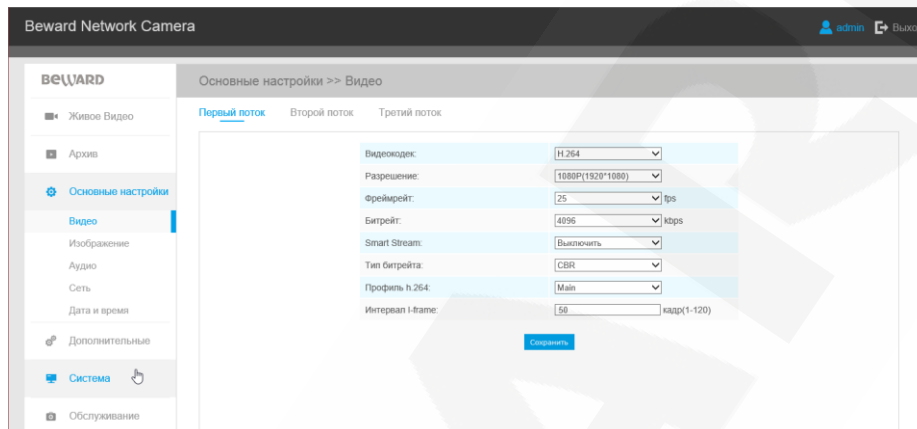 Beward Network Camera
admin Выхо
BEWARD
Основные настройки >> Видео
Живое Видео
Архив
Основные настройки
Видео
Изображение
Аудио
Сеть
Дата и время
Дополнительные
Система
Обслуживание
Первый поток Второй поток Третий поток
Видеокодек: H.264
Разрешение: 1080P(1920*1080)
Фреймрейт: 25 fps
Битрейт: 4096 kbps
Smart Stream: Выключить
Тип битрейта: CBR
Профиль h.264: Main
Интервал I-frame: 50 кадр(1-120)
Сохранить